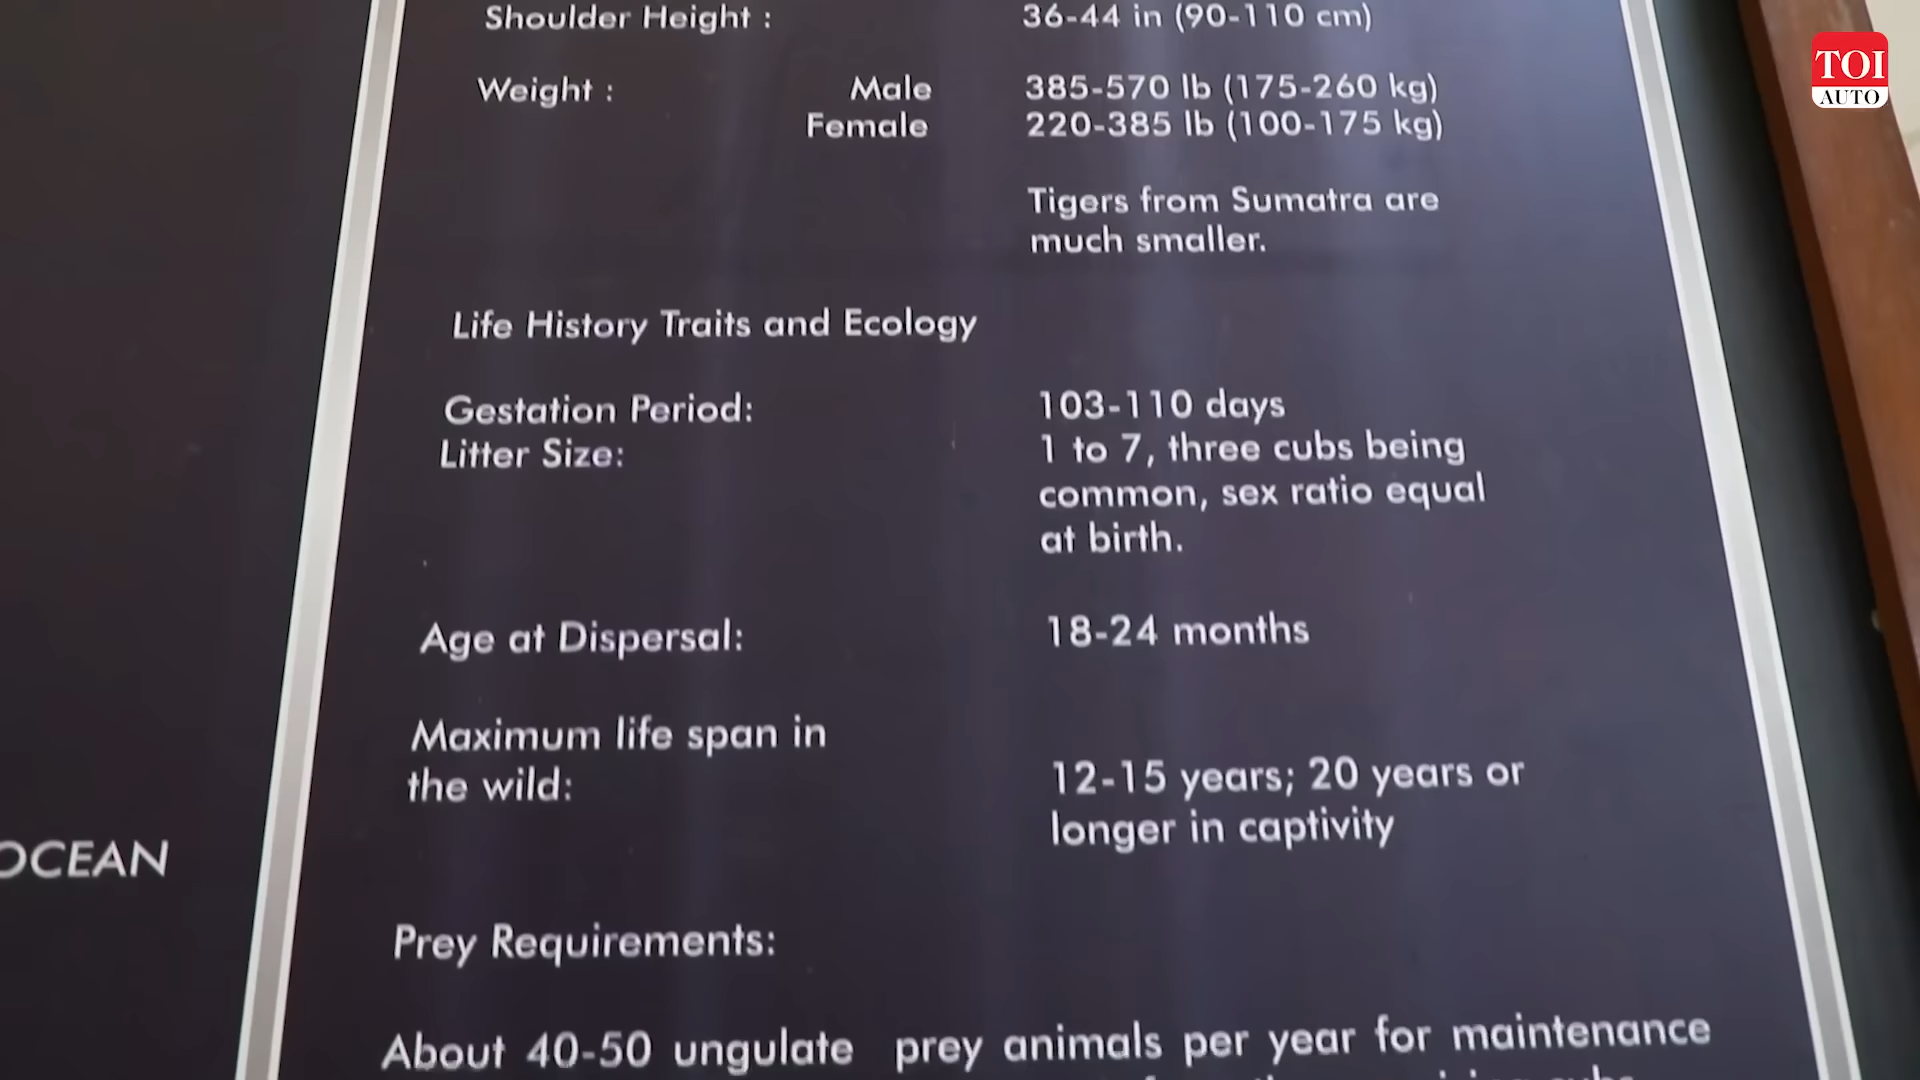 Shoulder Height : 36-44 in (90-110 cm)
Weight : Male 385-570 lb (175-260 kg)
Female 220-385 lb (100-175 kg)
Tigers from Sumatra are
much smaller.
Life History Traits and Ecology
Gestation Period: 103-110 days
Litter Size: 1 to 7, three cubs being
common, sex ratio equal
at birth.
Age at Dispersal: 18-24 months
Maximum life span in
the wild: 12-15 years; 20 years or
longer in captivity
Prey Requirements:
About 40-50 ungulate prey animals per year for maintenance
OCEAN
TOI
AUTO